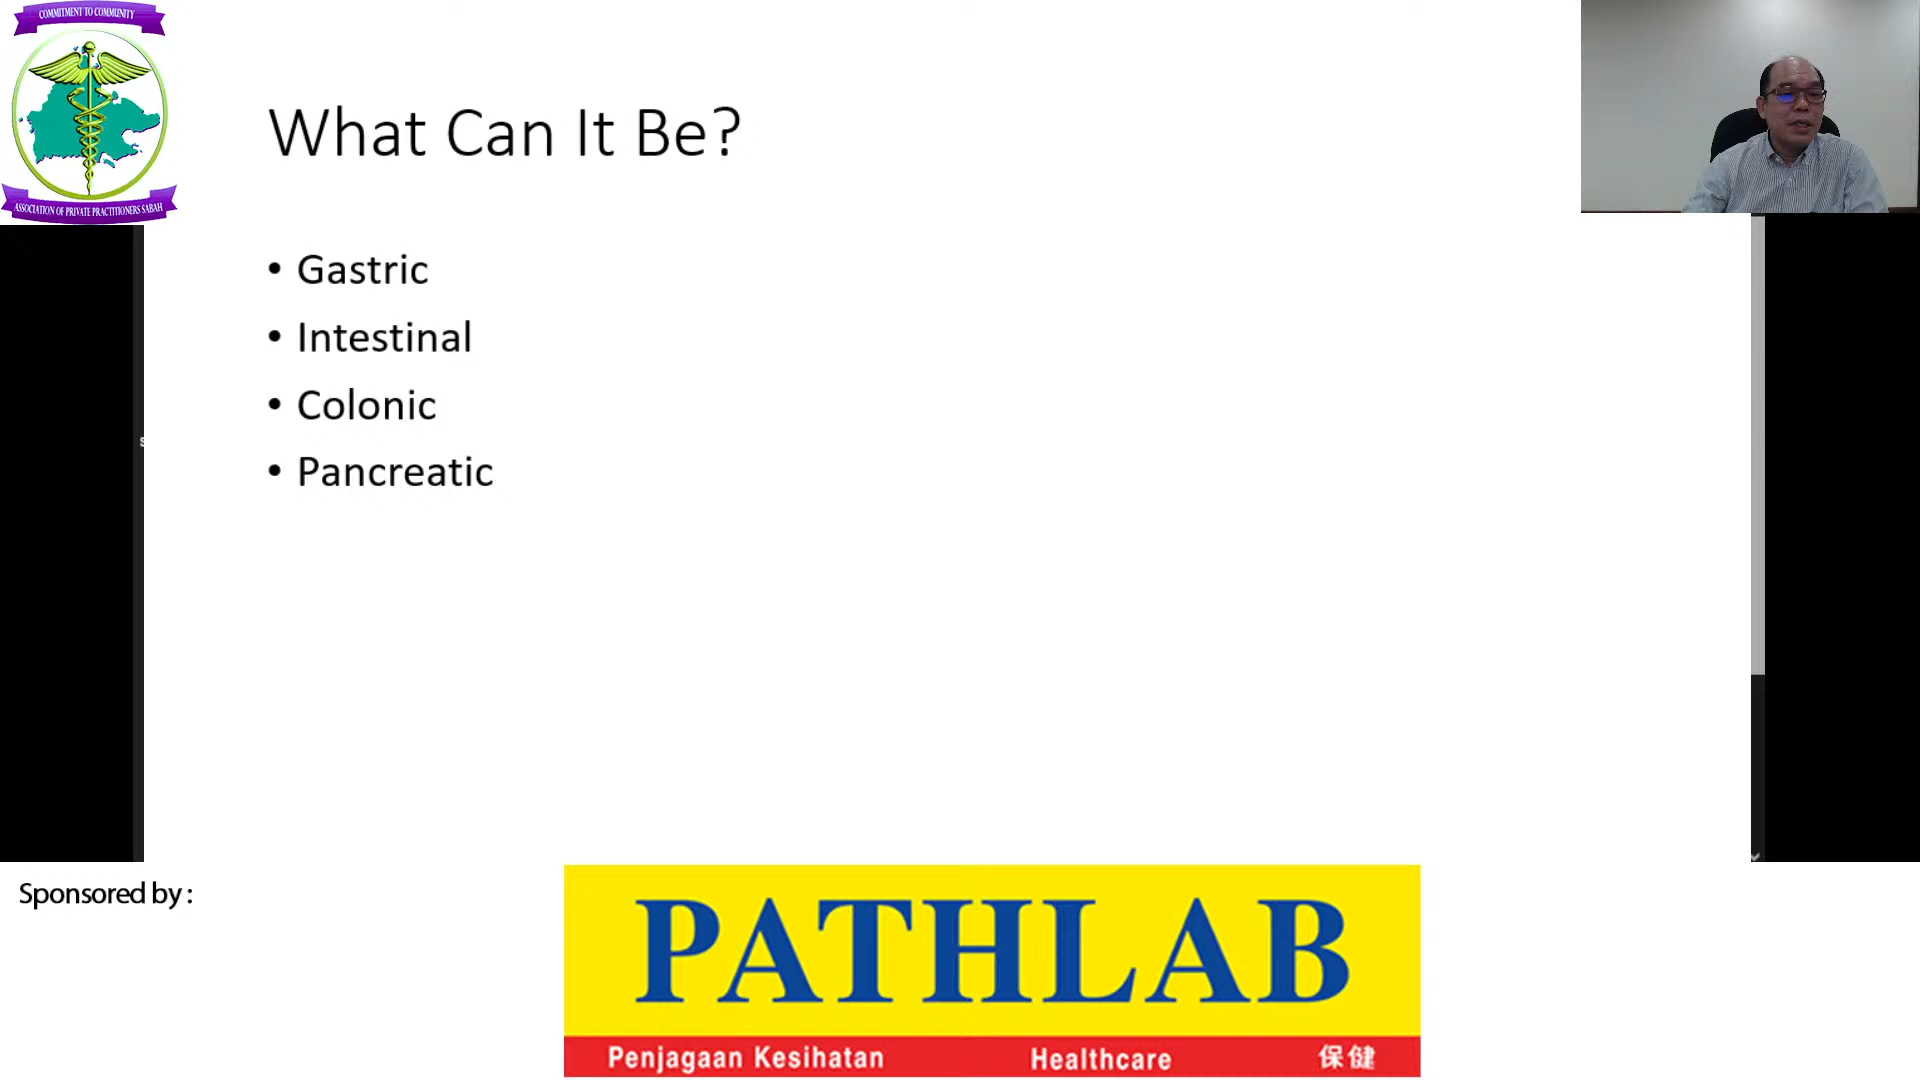 COMMITMENT TO COMMUNITY
ASSOCIATION OF PRIVATE PRACTITIONERS SABAH
What Can It Be?
• Gastric
• Intestinal
• Colonic
• Pancreatic
Sponsored by :
PATHLAB
Penjagaan Kesihatan Healthcare 保健